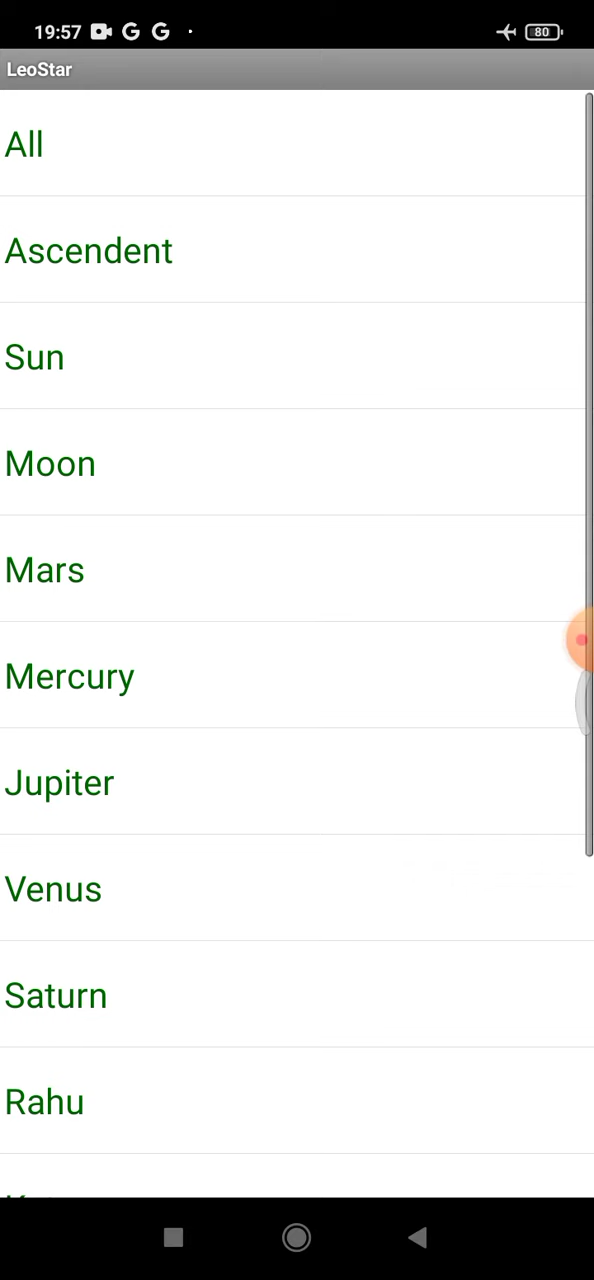 19:57 G G 80
LeoStar
All
Ascendent
Sun
Moon
Mars
Mercury
Jupiter
Venus
Saturn
Rahu